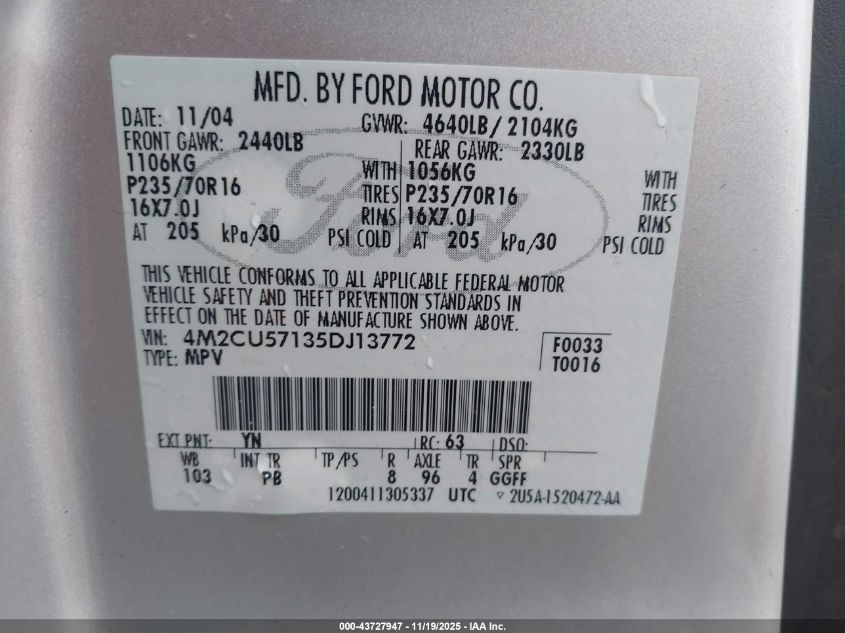 MFD. BY FORD MOTOR CO.
DATE: 11/04 GVWR: 4640LB/ 2104KG
FRONT GAWR: 2440LB REAR GAWR: 2330LB
1106KG WITH 1056KG WITH
P235/70R16 TIRES P235/70R16 TIRES
16X7.0J RIMS 16X7.0J RIMS
AT 205 kPa/30 PSI COLD AT 205 kPa/30 PSI COLD
Ford
THIS VEHICLE CONFORMS TO ALL APPLICABLE FEDERAL MOTOR
VEHICLE SAFETY AND THEFT PREVENTION STANDARDS IN
EFFECT ON THE DATE OF MANUFACTURE SHOWN ABOVE.
VIN: 4M2CU57135DJ13772 F0033
TYPE: MPV T0016
EXT PNT: YN RC: 63 DSO:
WB INT TR TP/PS R AXLE TR SPR
103 PB 8 96 4 GGFF
1200411305337 UTC ▽ 2U5A-1520472-AA
000-43727947 - 11/19/2025 - IAA Inc.